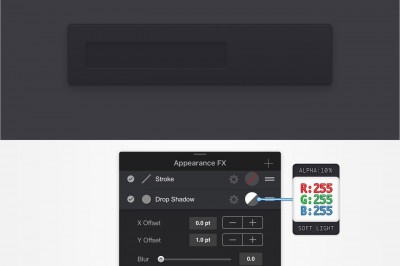 Appearance FX
Stroke
Drop Shadow
X Offset 0.0 pt
Y Offset 1.0 pt
Blur 0.0
ALPHA:10%
R:255
G:255
B:255
SOFT LIGHT